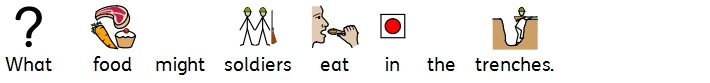 What food might soldiers eat in the trenches.